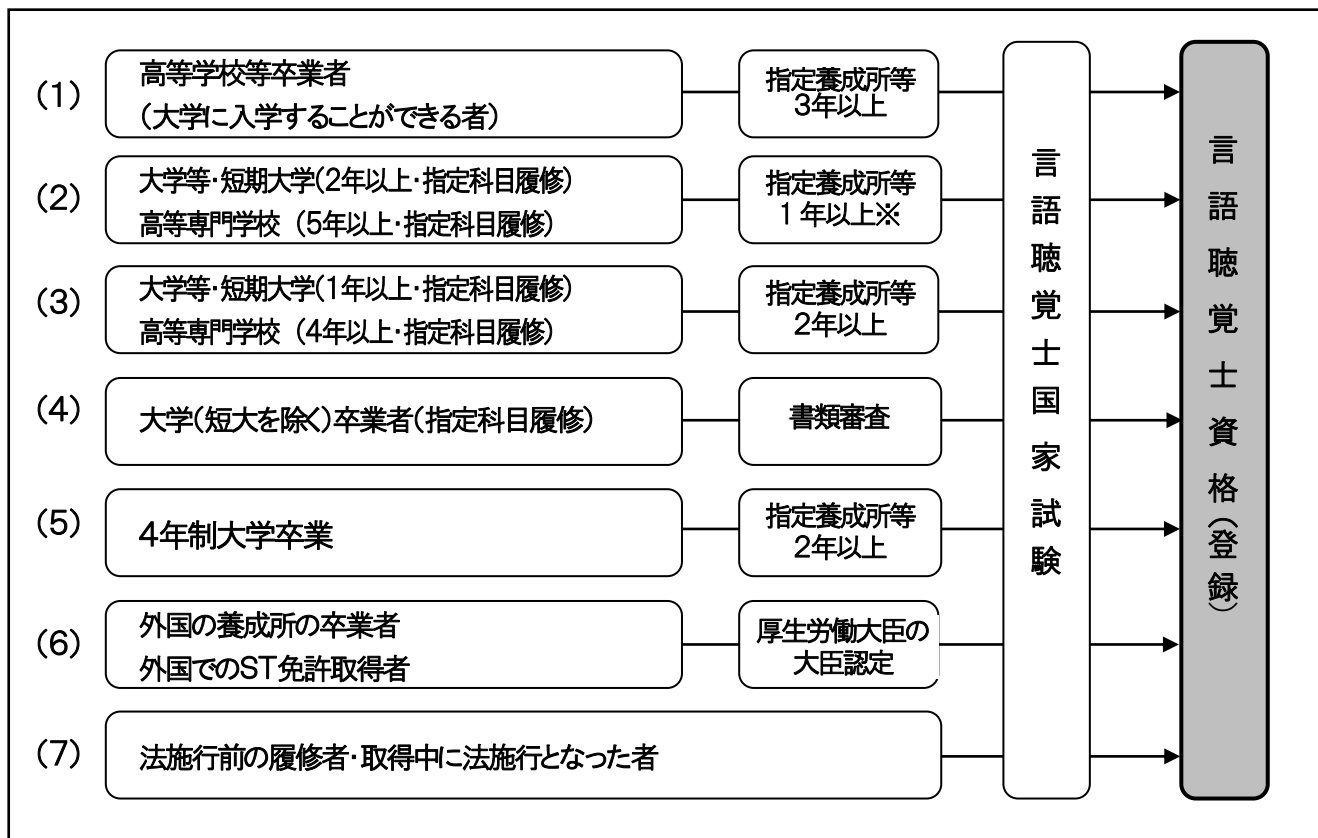 (1)
高等学校等卒業者
(大学に入学することができる者)
指定養成所等
3年以上
(2)
大学等・短期大学(2年以上・指定科目履修)
高等専門学校 (5年以上・指定科目履修)
指定養成所等
1年以上※
(3)
大学等・短期大学(1年以上・指定科目履修)
高等専門学校 (4年以上・指定科目履修)
指定養成所等
2年以上
(4)
大学(短大を除く)卒業者(指定科目履修)
書類審査
(5)
4年制大学卒業
指定養成所等
2年以上
(6)
外国の養成所の卒業者
外国でのST免許取得者
厚生労働大臣の
大臣認定
(7)
法施行前の履修者・取得中に法施行となった者
言語聴覚士国家試験
言語聴覚士資格(登録)